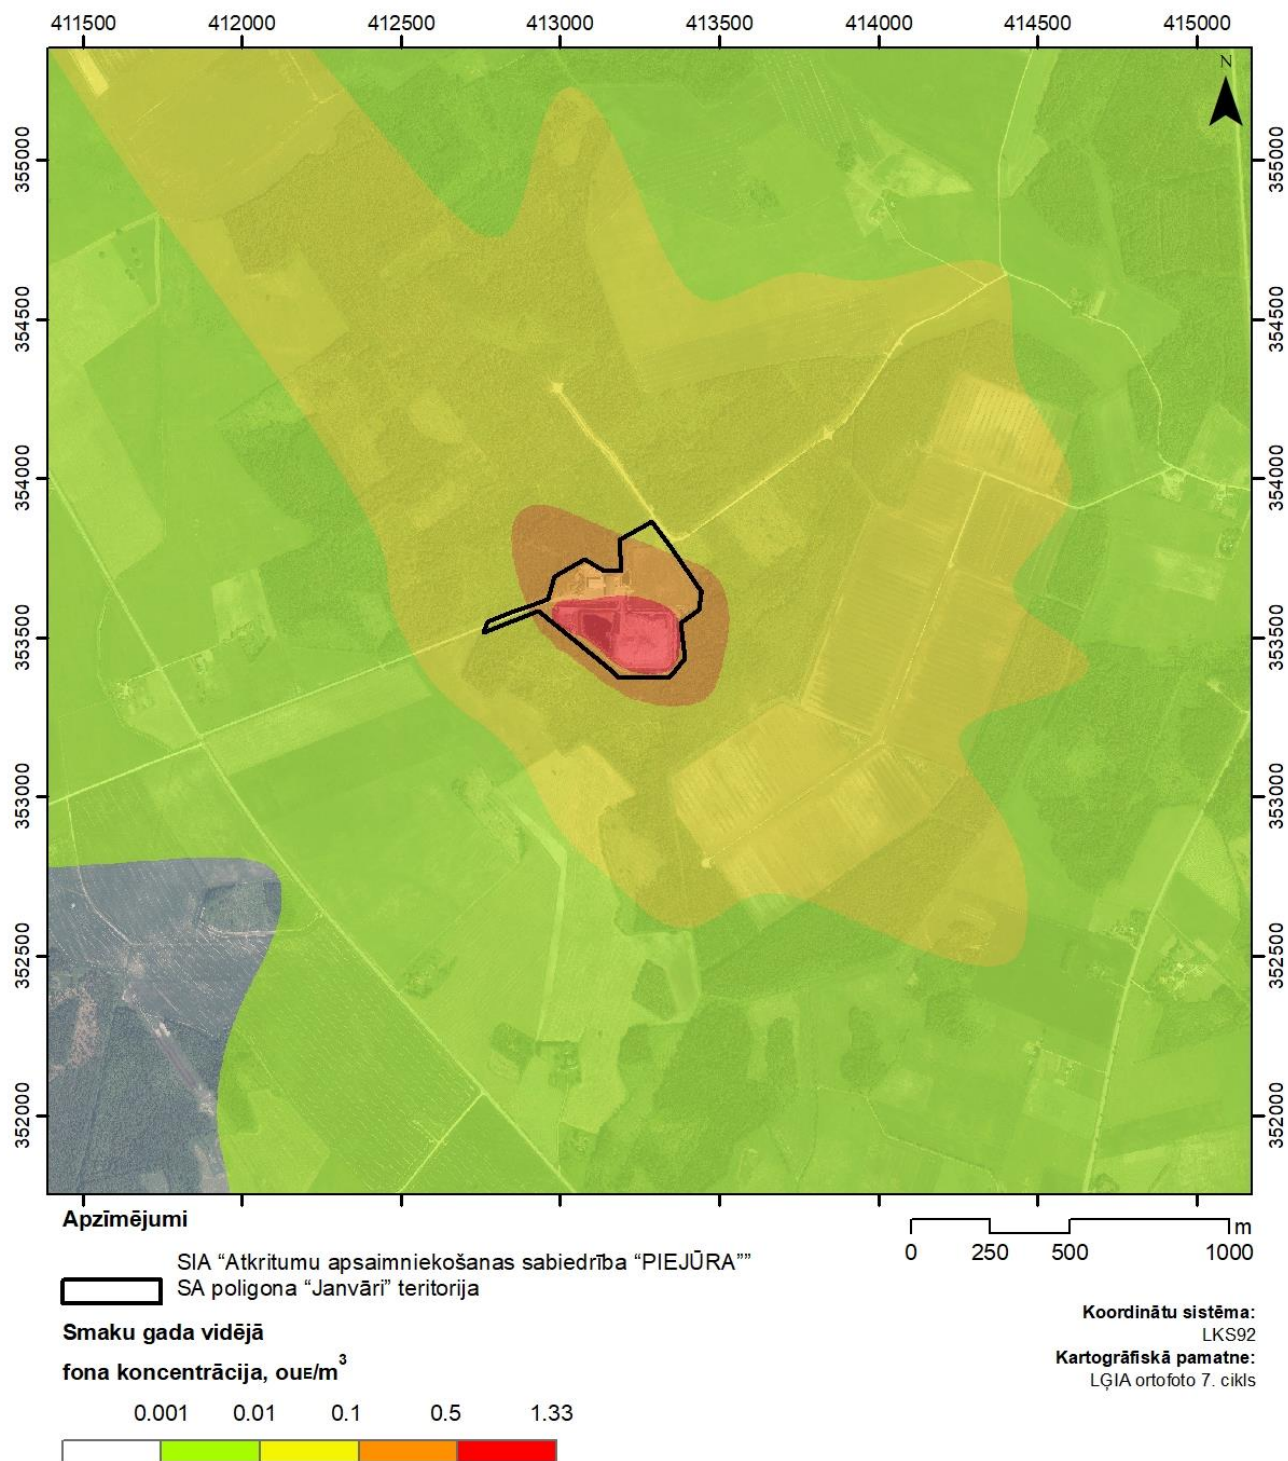 411500 412000 412500 413000 413500 414000 414500 415000
N
355000 355000
354500 354500
354000 354000
353500 353500
353000 353000
352500 352500
352000 352000
Apzīmējumi
SIA “Atkritumu apsaimniekošanas sabiedrība “PIEJŪRA””
SA poligona “Janvāri” teritorija
m
0 250 500 1000
Smaku gada vidējā
fona koncentrācija, ouᴇ/m³
0.001 0.01 0.1 0.5 1.33
Koordinātu sistēma:
LKS92
Kartogrāfiskā pamatne:
LĢIA ortofoto 7. cikls